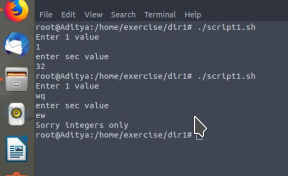 File Edit View Search Terminal Help
root@Aditya:/home/exercise/dir1# ./script1.sh
Enter 1 value
1
enter sec value
32
root@Aditya:/home/exercise/dir1# ./script1.sh
Enter 1 value
wq
enter sec value
ew
Sorry integers only
root@Aditya:/home/exercise/dir1#